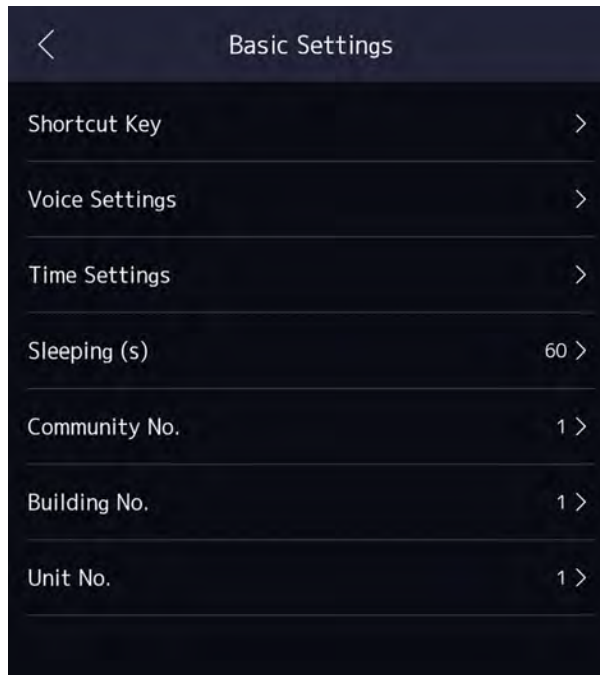 Basic Settings
Shortcut Key
Voice Settings
Time Settings
Sleeping (s) 60
Community No. 1
Building No. 1
Unit No. 1